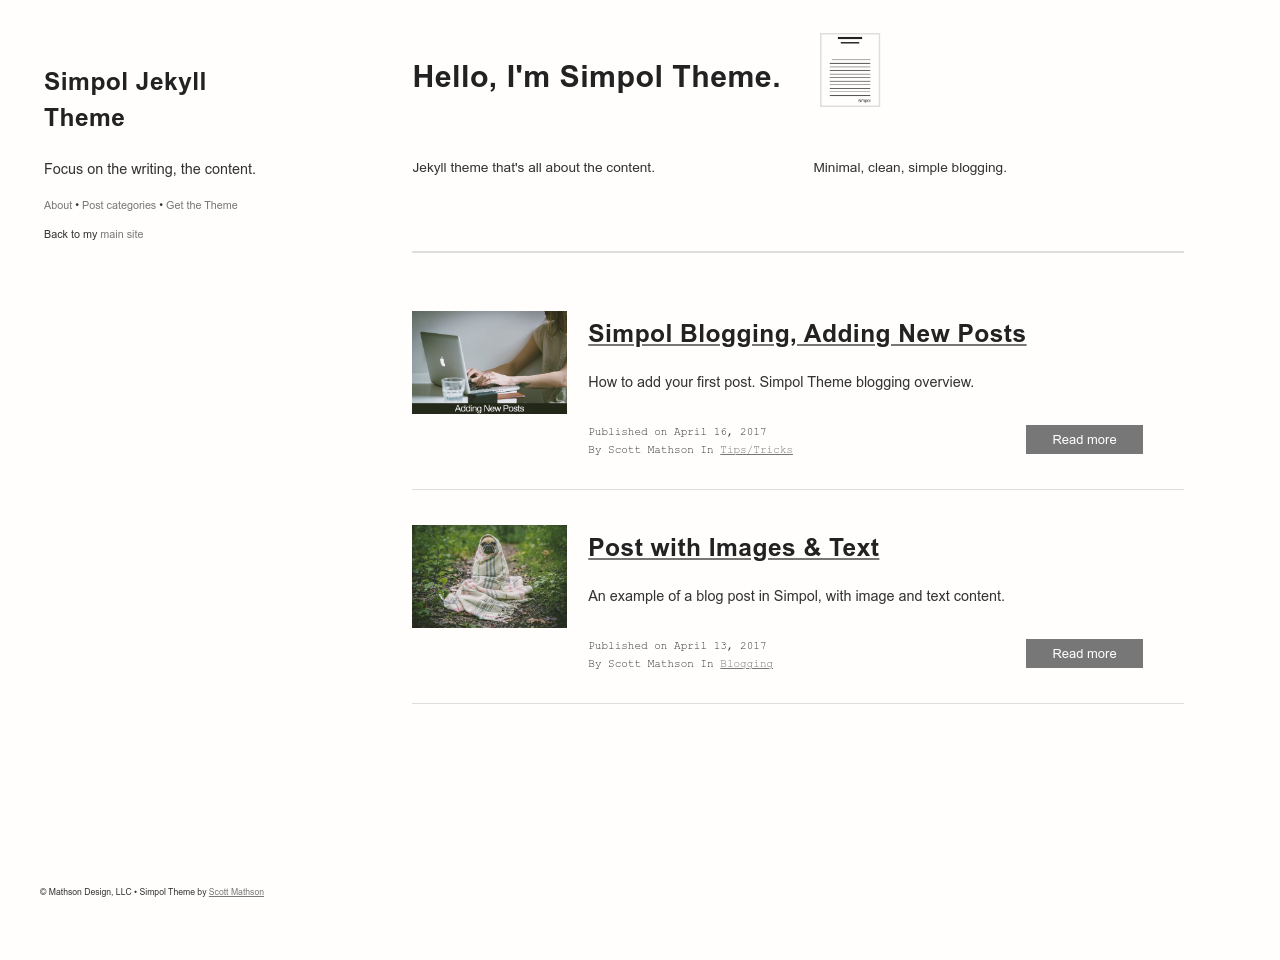 Simpol Jekyll
Theme
Focus on the writing, the content.
About • Post categories • Get the Theme
Back to my main site
Hello, I'm Simpol Theme.
Simpol
Jekyll theme that's all about the content.
Minimal, clean, simple blogging.
Adding New Posts
Simpol Blogging, Adding New Posts
How to add your first post. Simpol Theme blogging overview.
Published on April 16, 2017
By Scott Mathson In Tips/Tricks
Read more
Post with Images & Text
An example of a blog post in Simpol, with image and text content.
Published on April 13, 2017
By Scott Mathson In Blogging
Read more
© Mathson Design, LLC • Simpol Theme by Scott Mathson